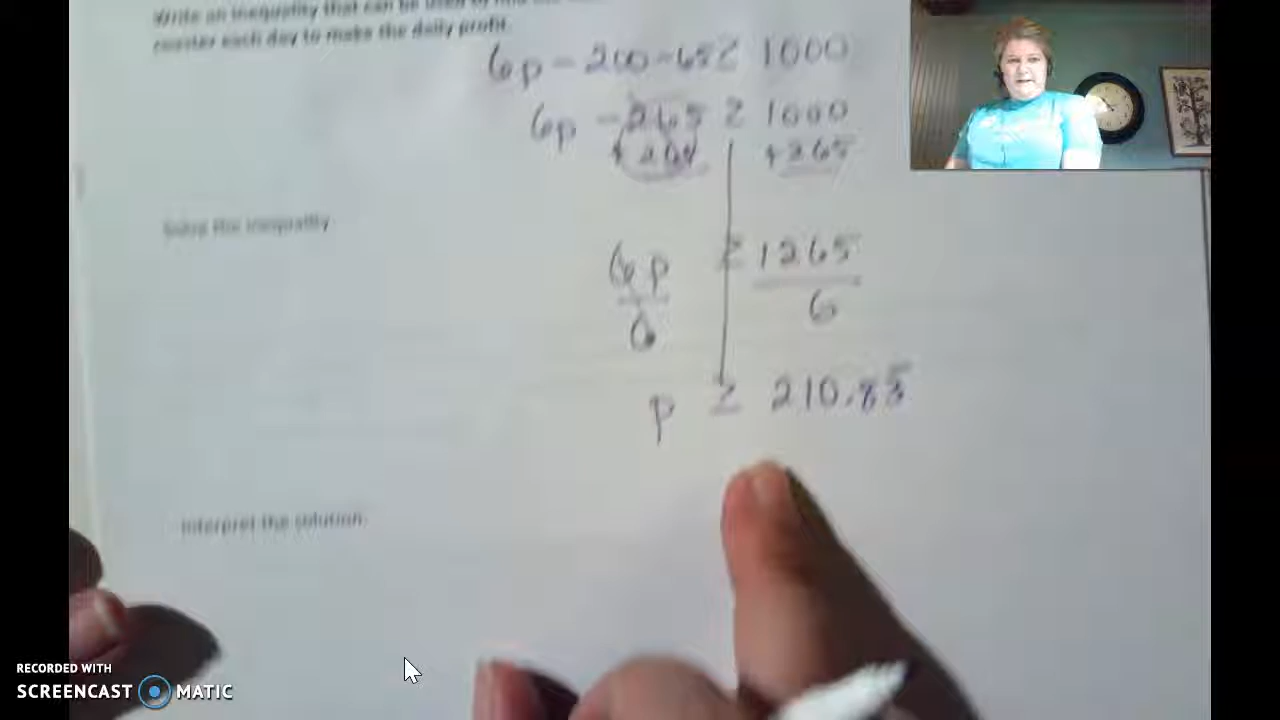 Write an inequality that can be used to find the
coaster each day to make the daily profit.
6p - 200 - 65 ≥ 1000
6p - 265 ≥ 1000
+ 265 + 265
Solve the inequality
6p ≥ 1265
6 6
p ≥ 210.83
Interpret the solution.
RECORDED WITH
SCREENCAST MATIC